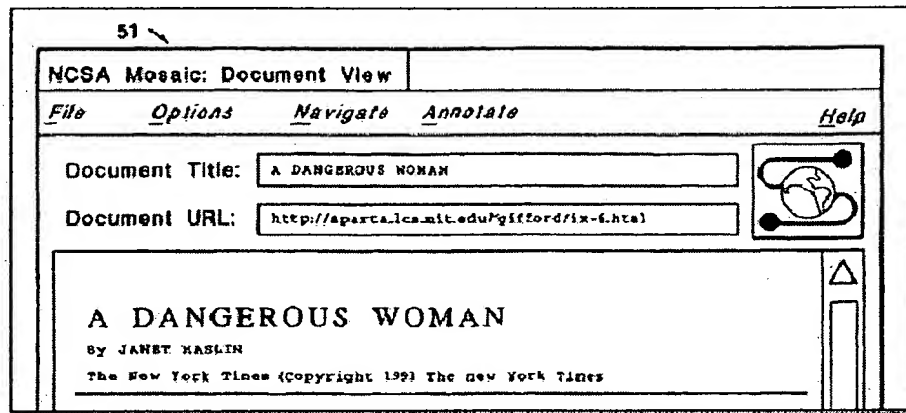 51
NCSA Mosaic: Document View
File Options Navigate Annotate Help
Document Title: A DANGEROUS WOMAN
Document URL: http://sparta.lcs.mit.edu/~gifford/ix-6.html
A DANGEROUS WOMAN
By JANET MASLIN
The New York Times (Copyright 1993 The new York Times